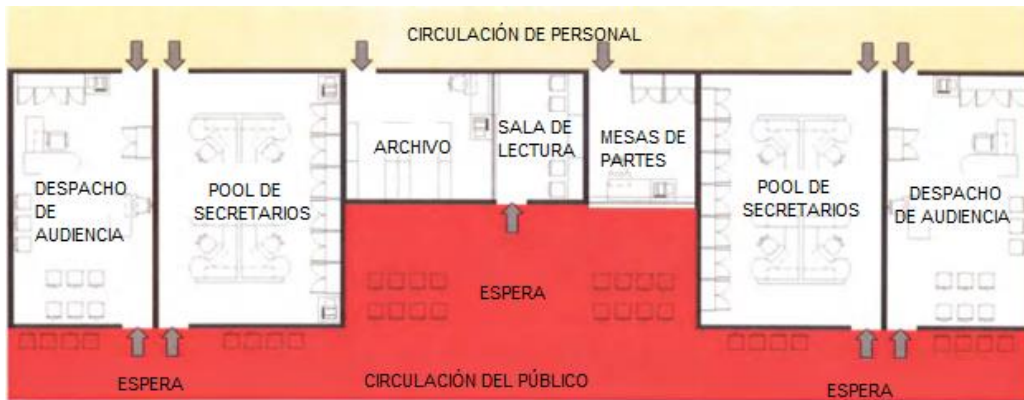 CIRCULACIÓN DE PERSONAL
DESPACHO
DE
AUDIENCIA
POOL DE
SECRETARIOS
ARCHIVO
SALA DE
LECTURA
MESAS DE
PARTES
POOL DE
SECRETARIOS
DESPACHO
DE AUDIENCIA
ESPERA
ESPERA
CIRCULACIÓN DEL PÚBLICO
ESPERA